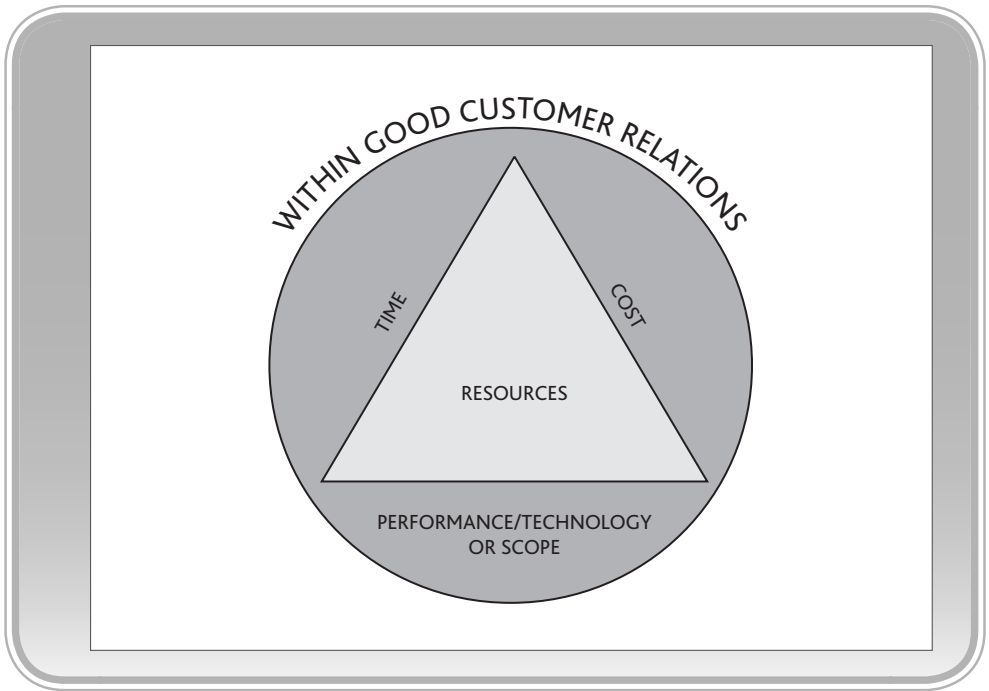 WITHIN GOOD CUSTOMER RELATIONS
TIME
COST
RESOURCES
PERFORMANCE/TECHNOLOGY
OR SCOPE